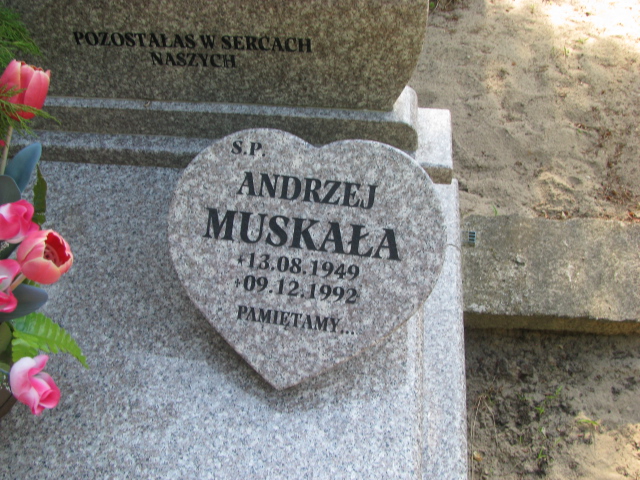 POZOSTAŁAŚ W SERCACH
NASZYCH
Ś.P.
ANDRZEJ
MUSKAŁA
+13.08.1949
+09.12.1992
PAMIĘTAMY...